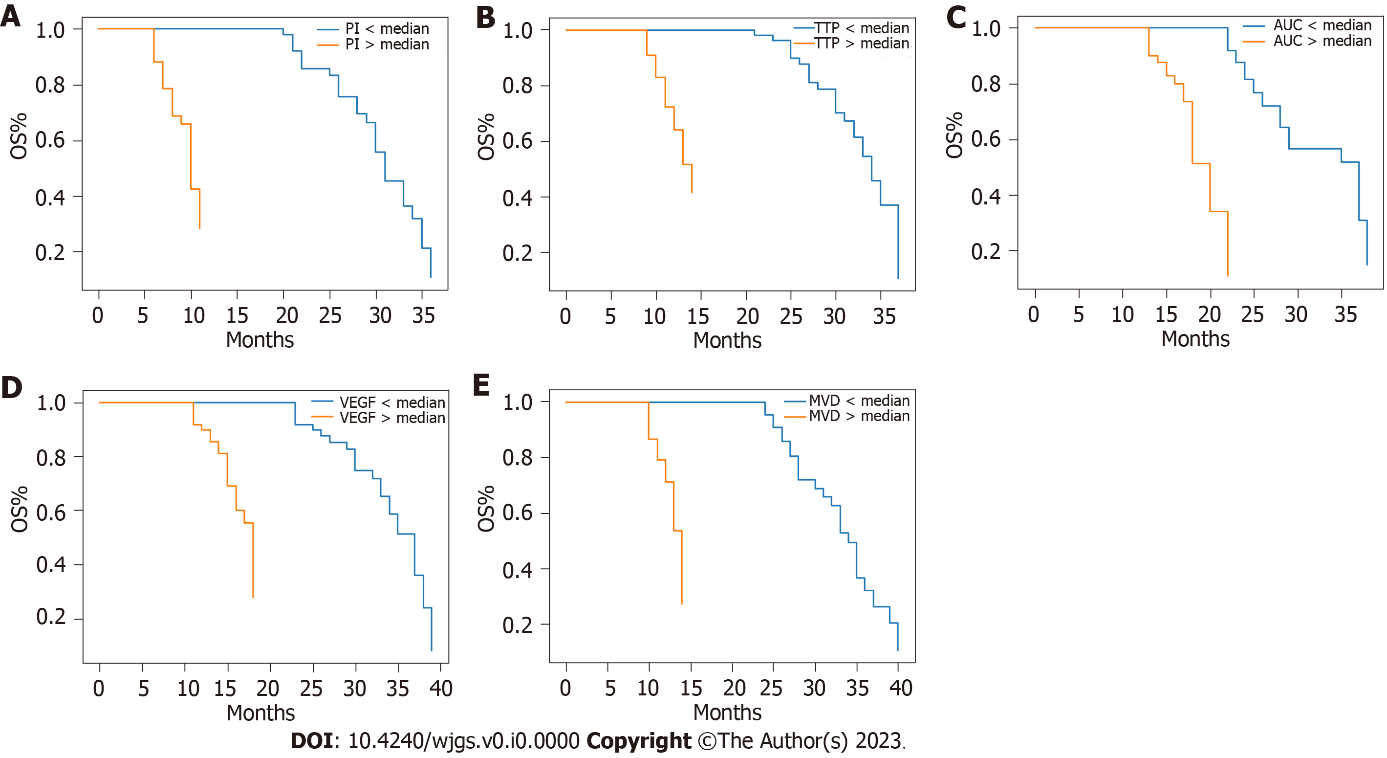 A
PI < median
PI > median
1.0
0.8
0.6
0.4
0.2
OS%
0 5 10 15 20 25 30 35
Months
B
TTP < median
TTP > median
1.0
0.8
0.6
0.4
0.2
OS%
0 5 10 15 20 25 30 35
Months
C
AUC < median
AUC > median
1.0
0.8
0.6
0.4
0.2
OS%
0 5 10 15 20 25 30 35
Months
D
VEGF < median
VEGF > median
1.0
0.8
0.6
0.4
0.2
OS%
0 5 10 15 20 25 30 35 40
Months
E
MVD < median
MVD > median
1.0
0.8
0.6
0.4
0.2
OS%
0 5 10 15 20 25 30 35 40
Months
DOI: 10.4240/wjgs.v0.i0.0000 Copyright ©The Author(s) 2023.